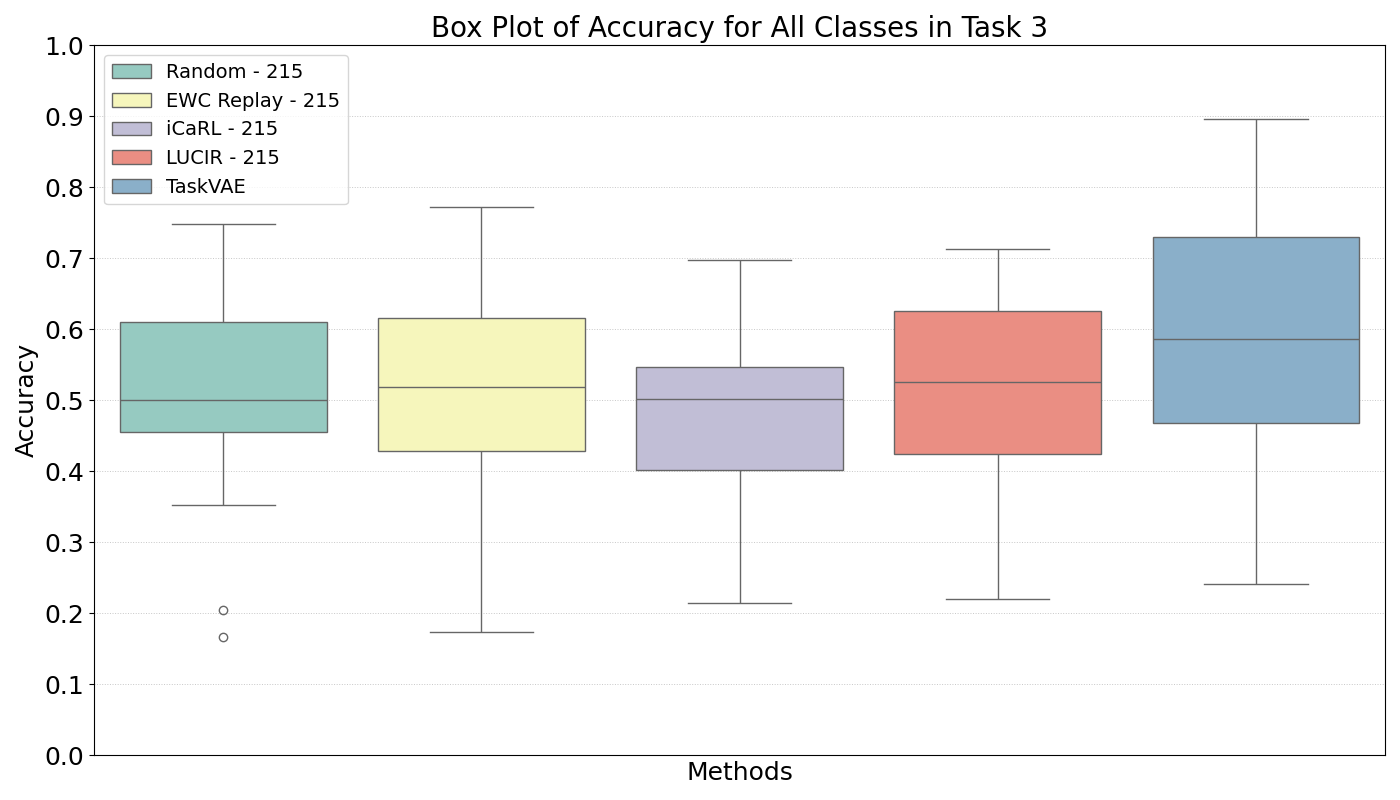 Box Plot of Accuracy for All Classes in Task 3
1.0
0.9
0.8
0.7
0.6
0.5
0.4
0.3
0.2
0.1
0.0
Accuracy
Random - 215
EWC Replay - 215
iCaRL - 215
LUCIR - 215
TaskVAE
Methods